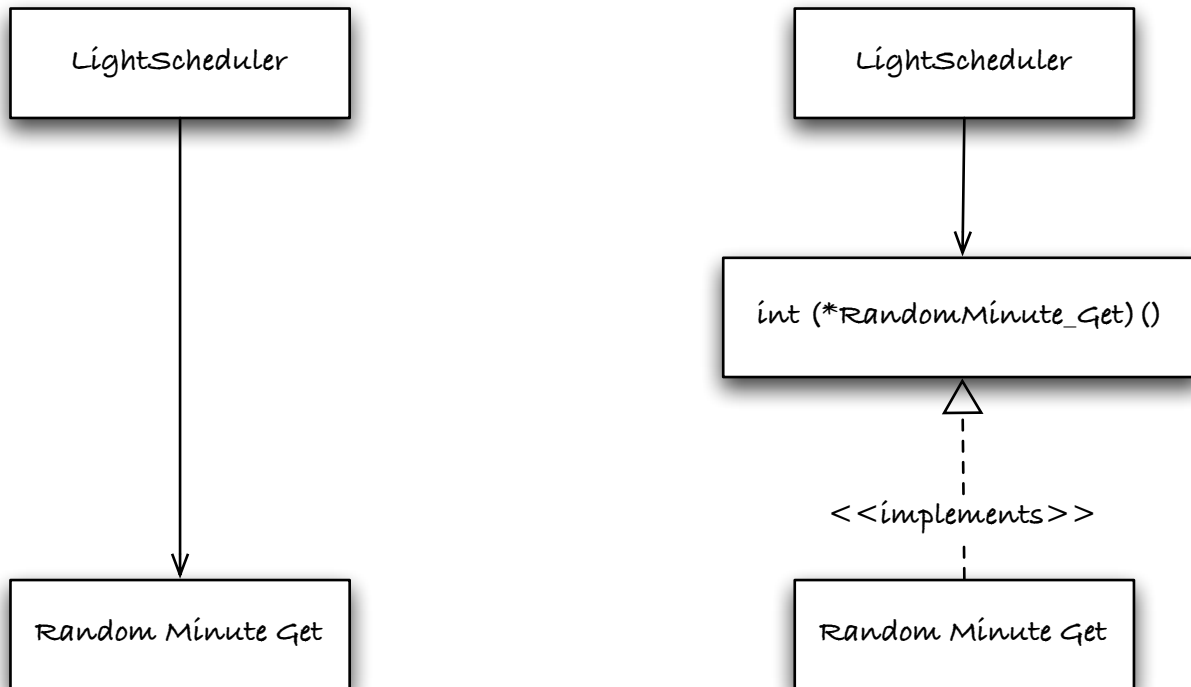 LightScheduler
LightScheduler
int (*RandomMinute_Get) ()
<<implements>>
Random Minute Get
Random Minute Get